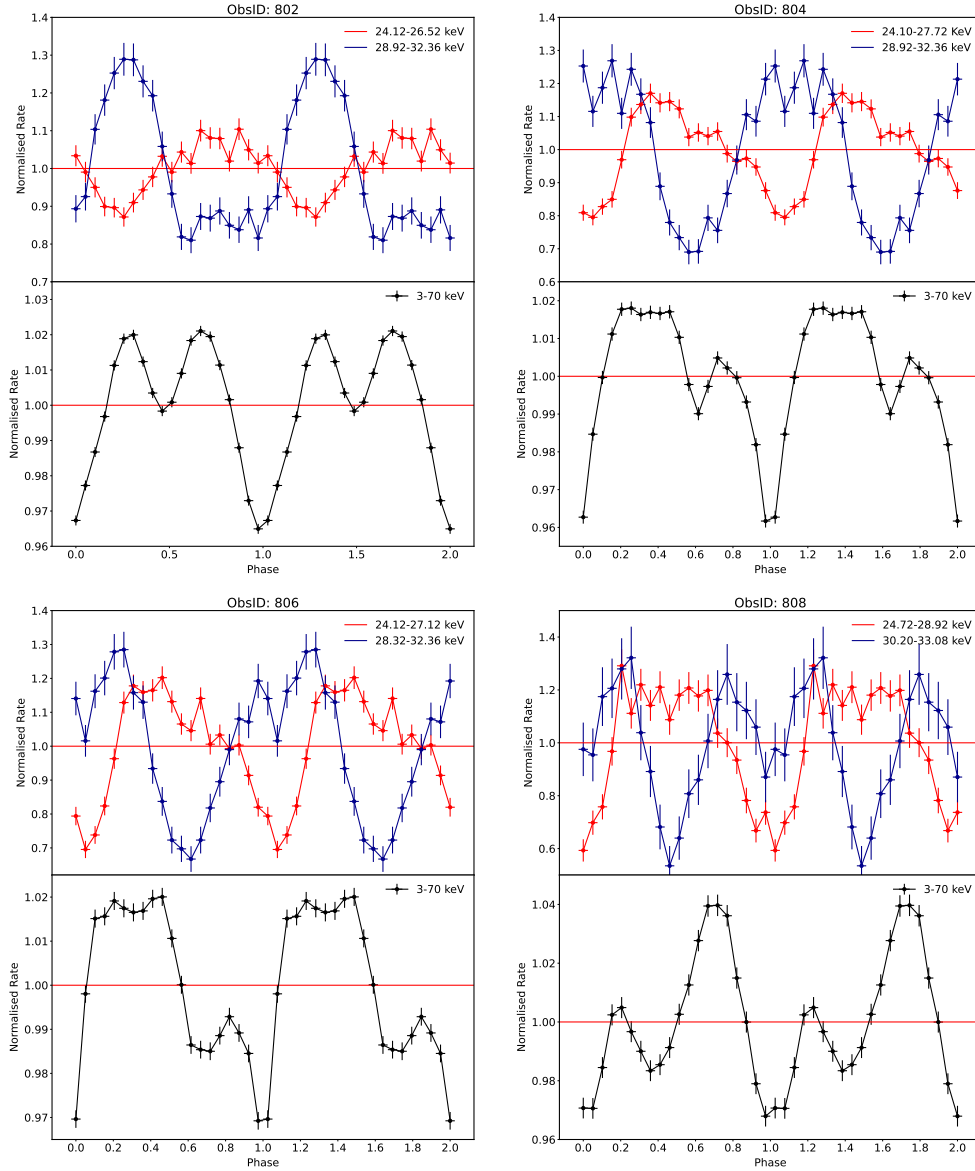 ObsID: 802
24.12-26.52 keV
28.92-32.36 keV
Normalised Rate
1.4
1.3
1.2
1.1
1.0
0.9
0.8
0.7
3-70 keV
Normalised Rate
1.03
1.02
1.01
1.00
0.99
0.98
0.97
0.96
0.0 0.5 1.0 1.5 2.0
Phase
ObsID: 804
24.10-27.72 KeV
28.92-32.36 keV
Normalised Rate
1.4
1.3
1.2
1.1
1.0
0.9
0.8
0.7
0.6
3-70 keV
Normalised Rate
1.02
1.01
1.00
0.99
0.98
0.97
0.96
0.0 0.2 0.4 0.6 0.8 1.0 1.2 1.4 1.6 1.8 2.0
Phase
ObsID: 806
24.12-27.12 keV
28.32-32.36 keV
Normalised Rate
1.4
1.3
1.2
1.1
1.0
0.9
0.8
0.7
3-70 keV
Normalised Rate
1.02
1.01
1.00
0.99
0.98
0.97
0.0 0.2 0.4 0.6 0.8 1.0 1.2 1.4 1.6 1.8 2.0
Phase
ObsID: 808
24.72-28.92 keV
30.20-33.08 keV
Normalised Rate
1.4
1.2
1.0
0.8
0.6
3-70 keV
Normalised Rate
1.04
1.02
1.00
0.98
0.96
0.0 0.2 0.4 0.6 0.8 1.0 1.2 1.4 1.6 1.8 2.0
Phase